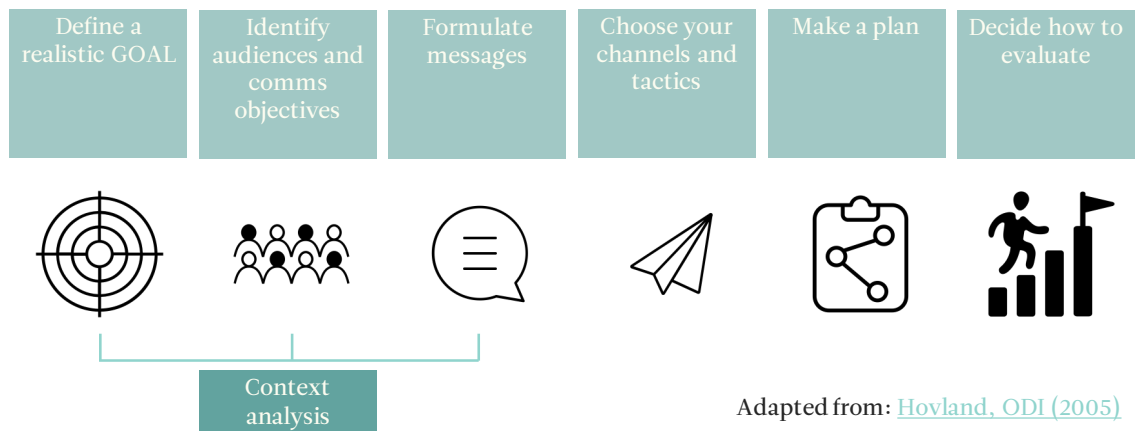 Define a
realistic GOAL
Identify
audiences and
comms
objectives
Formulate
messages
Choose your
channels and
tactics
Make a plan
Decide how to
evaluate
Context
analysis
Adapted from: Hovland, ODI (2005)